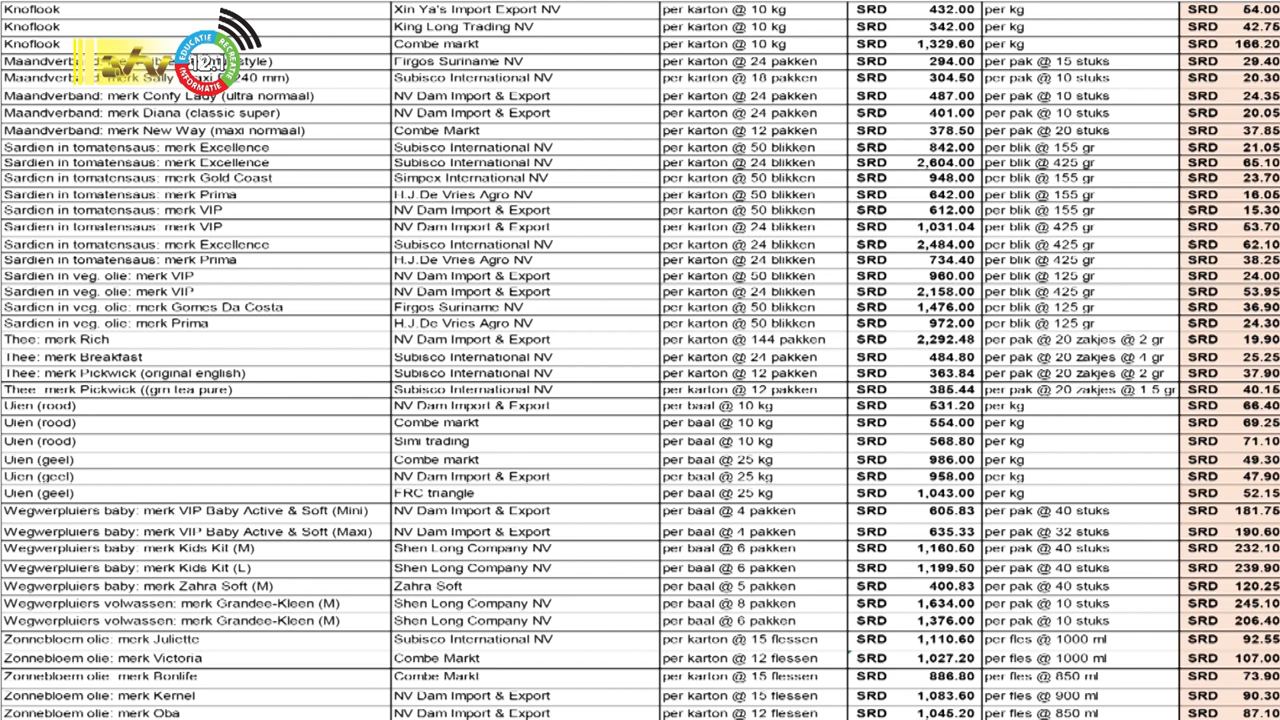 Knoflook Xin Ya's Import Export NV per karton @ 10 kg SRD 432.00 per kg SRD 54.00
Knoflook King Long Trading NV per karton @ 10 kg SRD 342.00 per kg SRD 42.75
Knoflook Combe markt per karton @ 10 kg SRD 1,329.60 per kg SRD 166.20
EDUCATIE RECREATIE INFORMATIE 12.1
Firgos Suriname NV per karton @ 24 pakken SRD 294.00 per pak @ 15 stuks SRD 29.40
Maandverband: merk Subisco International NV per karton @ 18 pakken SRD 304.50 per pak @ 10 stuks SRD 20.30
Maandverband: merk Confy Lady (ultra normaal) NV Dam Import & Export per karton @ 24 pakken SRD 487.00 per pak @ 10 stuks SRD 24.35
Maandverband: merk Diana (classic super) NV Dam Import & Export per karton @ 24 pakken SRD 401.00 per pak @ 10 stuks SRD 20.05
Maandverband: merk New Way (maxi normaal) Combe Markt per karton @ 12 pakken SRD 378.50 per pak @ 20 stuks SRD 37.85
Sardien in tomatensaus: merk Excellence Subisco International NV per karton @ 50 blikken SRD 842.00 per blik @ 155 gr SRD 21.05
Sardien in tomatensaus: merk Excellence Subisco International NV per karton @ 24 blikken SRD 2,604.00 per blik @ 425 gr SRD 65.10
Sardien in tomatensaus: merk Gold Coast Simpex International NV per karton @ 50 blikken SRD 948.00 per blik @ 155 gr SRD 23.70
Sardien in tomatensaus: merk Prima H.J.De Vries Agro NV per karton @ 50 blikken SRD 642.00 per blik @ 155 gr SRD 16.05
Sardien in tomatensaus: merk VIP NV Dam Import & Export per karton @ 50 blikken SRD 612.00 per blik @ 155 gr SRD 15.30
Sardien in tomatensaus: merk VIP NV Dam Import & Export per karton @ 24 blikken SRD 1,031.04 per blik @ 425 gr SRD 53.70
Sardien in tomatensaus: merk Excellence Subisco International NV per karton @ 24 blikken SRD 2,484.00 per blik @ 425 gr SRD 62.10
Sardien in tomatensaus: merk Prima H.J.De Vries Agro NV per karton @ 24 blikken SRD 734.40 per blik @ 425 gr SRD 38.25
Sardien in veg. olie: merk VIP NV Dam Import & Export per karton @ 50 blikken SRD 960.00 per blik @ 125 gr SRD 24.00
Sardien in veg. olie: merk VIP NV Dam Import & Export per karton @ 24 blikken SRD 2,158.00 per blik @ 425 gr SRD 53.95
Sardien in veg. olie: merk Gomes Da Costa Firgos Suriname NV per karton @ 50 blikken SRD 1,476.00 per blik @ 125 gr SRD 36.90
Sardien in veg. olie: merk Prima H.J.De Vries Agro NV per karton @ 50 blikken SRD 972.00 per blik @ 125 gr SRD 24.30
Thee: merk Rich NV Dam Import & Export per karton @ 144 pakken SRD 2,292.48 per pak @ 20 zakjes @ 2 gr SRD 19.90
Thee: merk Breakfast Subisco International NV per karton @ 24 pakken SRD 484.80 per pak @ 20 zakjes @ 4 gr SRD 25.25
Thee: merk Pickwick (original english) Subisco International NV per karton @ 12 pakken SRD 363.84 per pak @ 20 zakjes @ 2 gr SRD 37.90
Thee: merk Pickwick ((grn tea pure) Subisco International NV per karton @ 12 pakken SRD 385.44 per pak @ 20 zakjes @ 1.5 gr SRD 40.15
Uien (rood) NV Dam Import & Export per baal @ 10 kg SRD 531.20 per kg SRD 66.40
Uien (rood) Combe markt per baal @ 10 kg SRD 554.00 per kg SRD 69.25
Uien (rood) Simi trading per baal @ 10 kg SRD 568.80 per kg SRD 71.10
Uien (geel) Combe markt per baal @ 25 kg SRD 986.00 per kg SRD 49.30
Uien (geel) NV Dam Import & Export per baal @ 25 kg SRD 958.00 per kg SRD 47.90
Uien (geel) FRC triangle per baal @ 25 kg SRD 1,043.00 per kg SRD 52.15
Wegwerpluiers baby: merk VIP Baby Active & Soft (Mini) NV Dam Import & Export per baal @ 4 pakken SRD 605.83 per pak @ 40 stuks SRD 181.75
Wegwerpluiers baby: merk VIP Baby Active & Soft (Maxi) NV Dam Import & Export per baal @ 4 pakken SRD 635.33 per pak @ 32 stuks SRD 190.60
Wegwerpluiers baby: merk Kids Kit (M) Shen Long Company NV per baal @ 6 pakken SRD 1,160.50 per pak @ 40 stuks SRD 232.10
Wegwerpluiers baby: merk Kids Kit (L) Shen Long Company NV per baal @ 6 pakken SRD 1,199.50 per pak @ 40 stuks SRD 239.90
Wegwerpluiers baby: merk Zahra Soft (M) Zahra Soft per baal @ 5 pakken SRD 400.83 per pak @ 40 stuks SRD 120.25
Wegwerpluiers volwassen: merk Grandee-Kleen (M) Shen Long Company NV per baal @ 8 pakken SRD 1,634.00 per pak @ 10 stuks SRD 245.10
Wegwerpluiers volwassen: merk Grandee-Kleen (M) Shen Long Company NV per baal @ 6 pakken SRD 1,376.00 per pak @ 10 stuks SRD 206.40
Zonnebloem olie: merk Juliette Subisco International NV per karton @ 15 flessen SRD 1,110.60 per fles @ 1000 ml SRD 92.55
Zonnebloem olie: merk Victoria Combe Markt per karton @ 12 flessen SRD 1,027.20 per fles @ 1000 ml SRD 107.00
Zonnebloem olie: merk Bonlife Combe Markt per karton @ 15 flessen SRD 886.80 per fles @ 850 ml SRD 73.90
Zonnebloem olie: merk Kernel NV Dam Import & Export per karton @ 15 flessen SRD 1,083.60 per fles @ 900 ml SRD 90.30
Zonnebloem olie: merk Oba NV Dam Import & Export per karton @ 12 flessen SRD 1,045.20 per fles @ 850 ml SRD 87.10